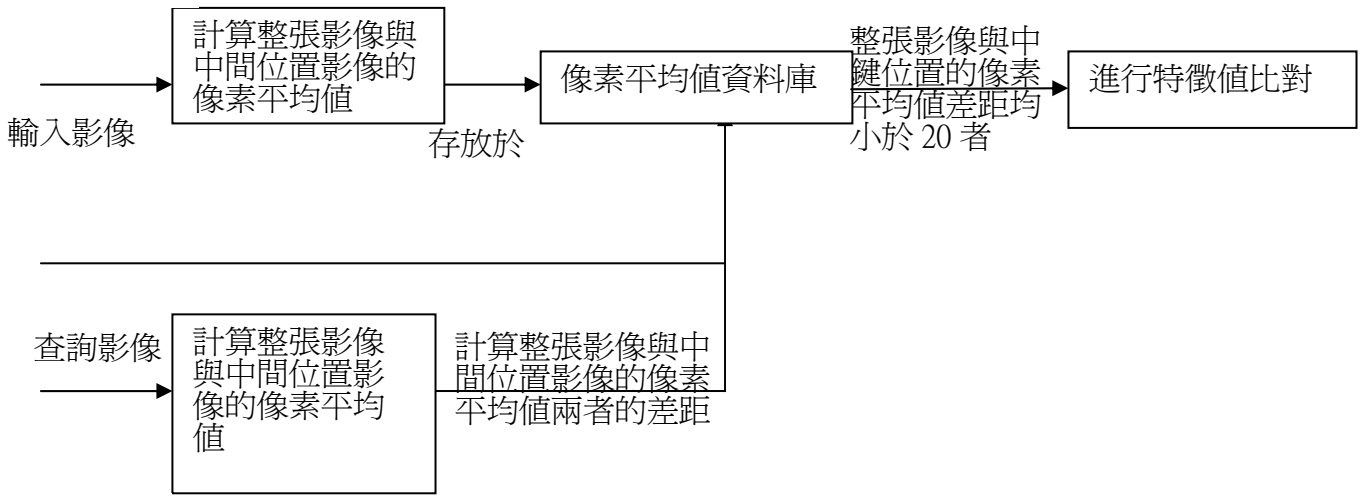 計算整張影像與
中間位置影像的
像素平均值
輸入影像
存放於
像素平均值資料庫
整張影像與中
鍵位置的像素
平均值差距均
小於 20 者
進行特徵值比對
查詢影像
計算整張影像
與中間位置影
像的像素平均
值
計算整張影像與中
間位置影像的像素
平均值兩者的差距